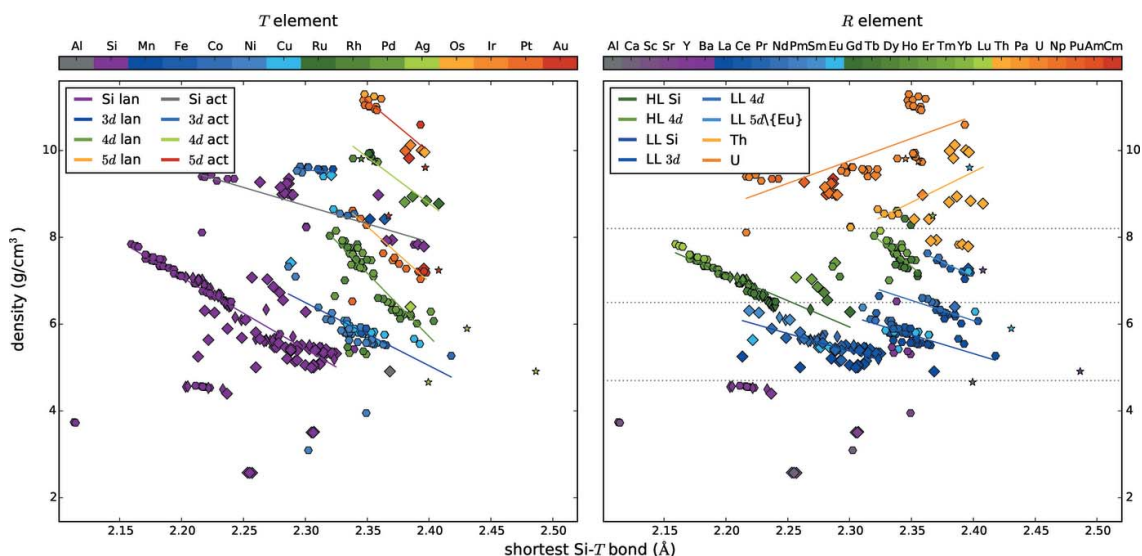 T element
R element
Al Si Mn Fe Co Ni Cu Ru Rh Pd Ag Os Ir Pt Au
Al Ca Sc Sr Y Ba La Ce Pr Nd Pm Sm Eu Gd Tb Dy Ho Er Tm Yb Lu Th Pa U Np Pu Am Cm
Si lan Si act
3d lan 3d act
4d lan 4d act
5d lan 5d act
HL Si LL 4d
HL 4d LL 5d\{Eu}
LL Si Th
LL 3d U
density (g/cm³)
10
8
6
4
2
10
8
6
4
2
2.15 2.20 2.25 2.30 2.35 2.40 2.45 2.50
2.15 2.20 2.25 2.30 2.35 2.40 2.45 2.50
shortest Si-T bond (Å)